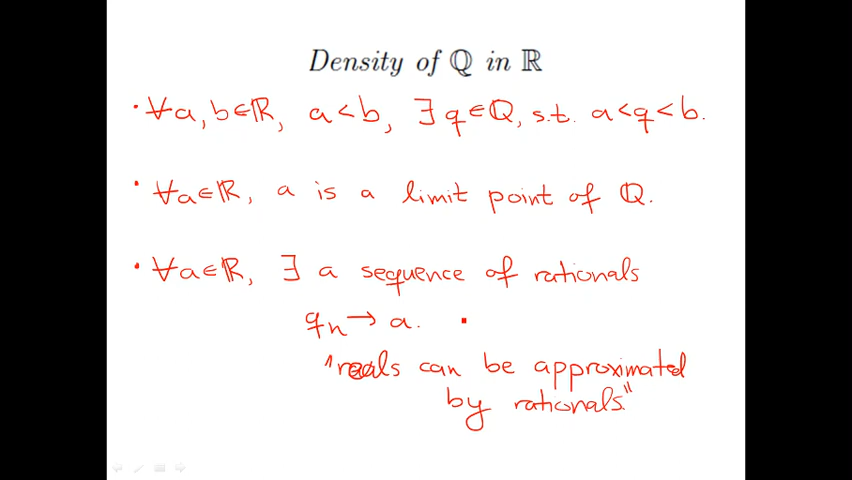 Density of ℚ in ℝ
· ∀a, b∈ℝ, a<b, ∃ q∈ℚ, s.t. a<q<b.
· ∀a∈ℝ, a is a limit point of ℚ.
· ∀a∈ℝ, ∃ a sequence of rationals
qₙ → a.
"reals can be approximated
by rationals."